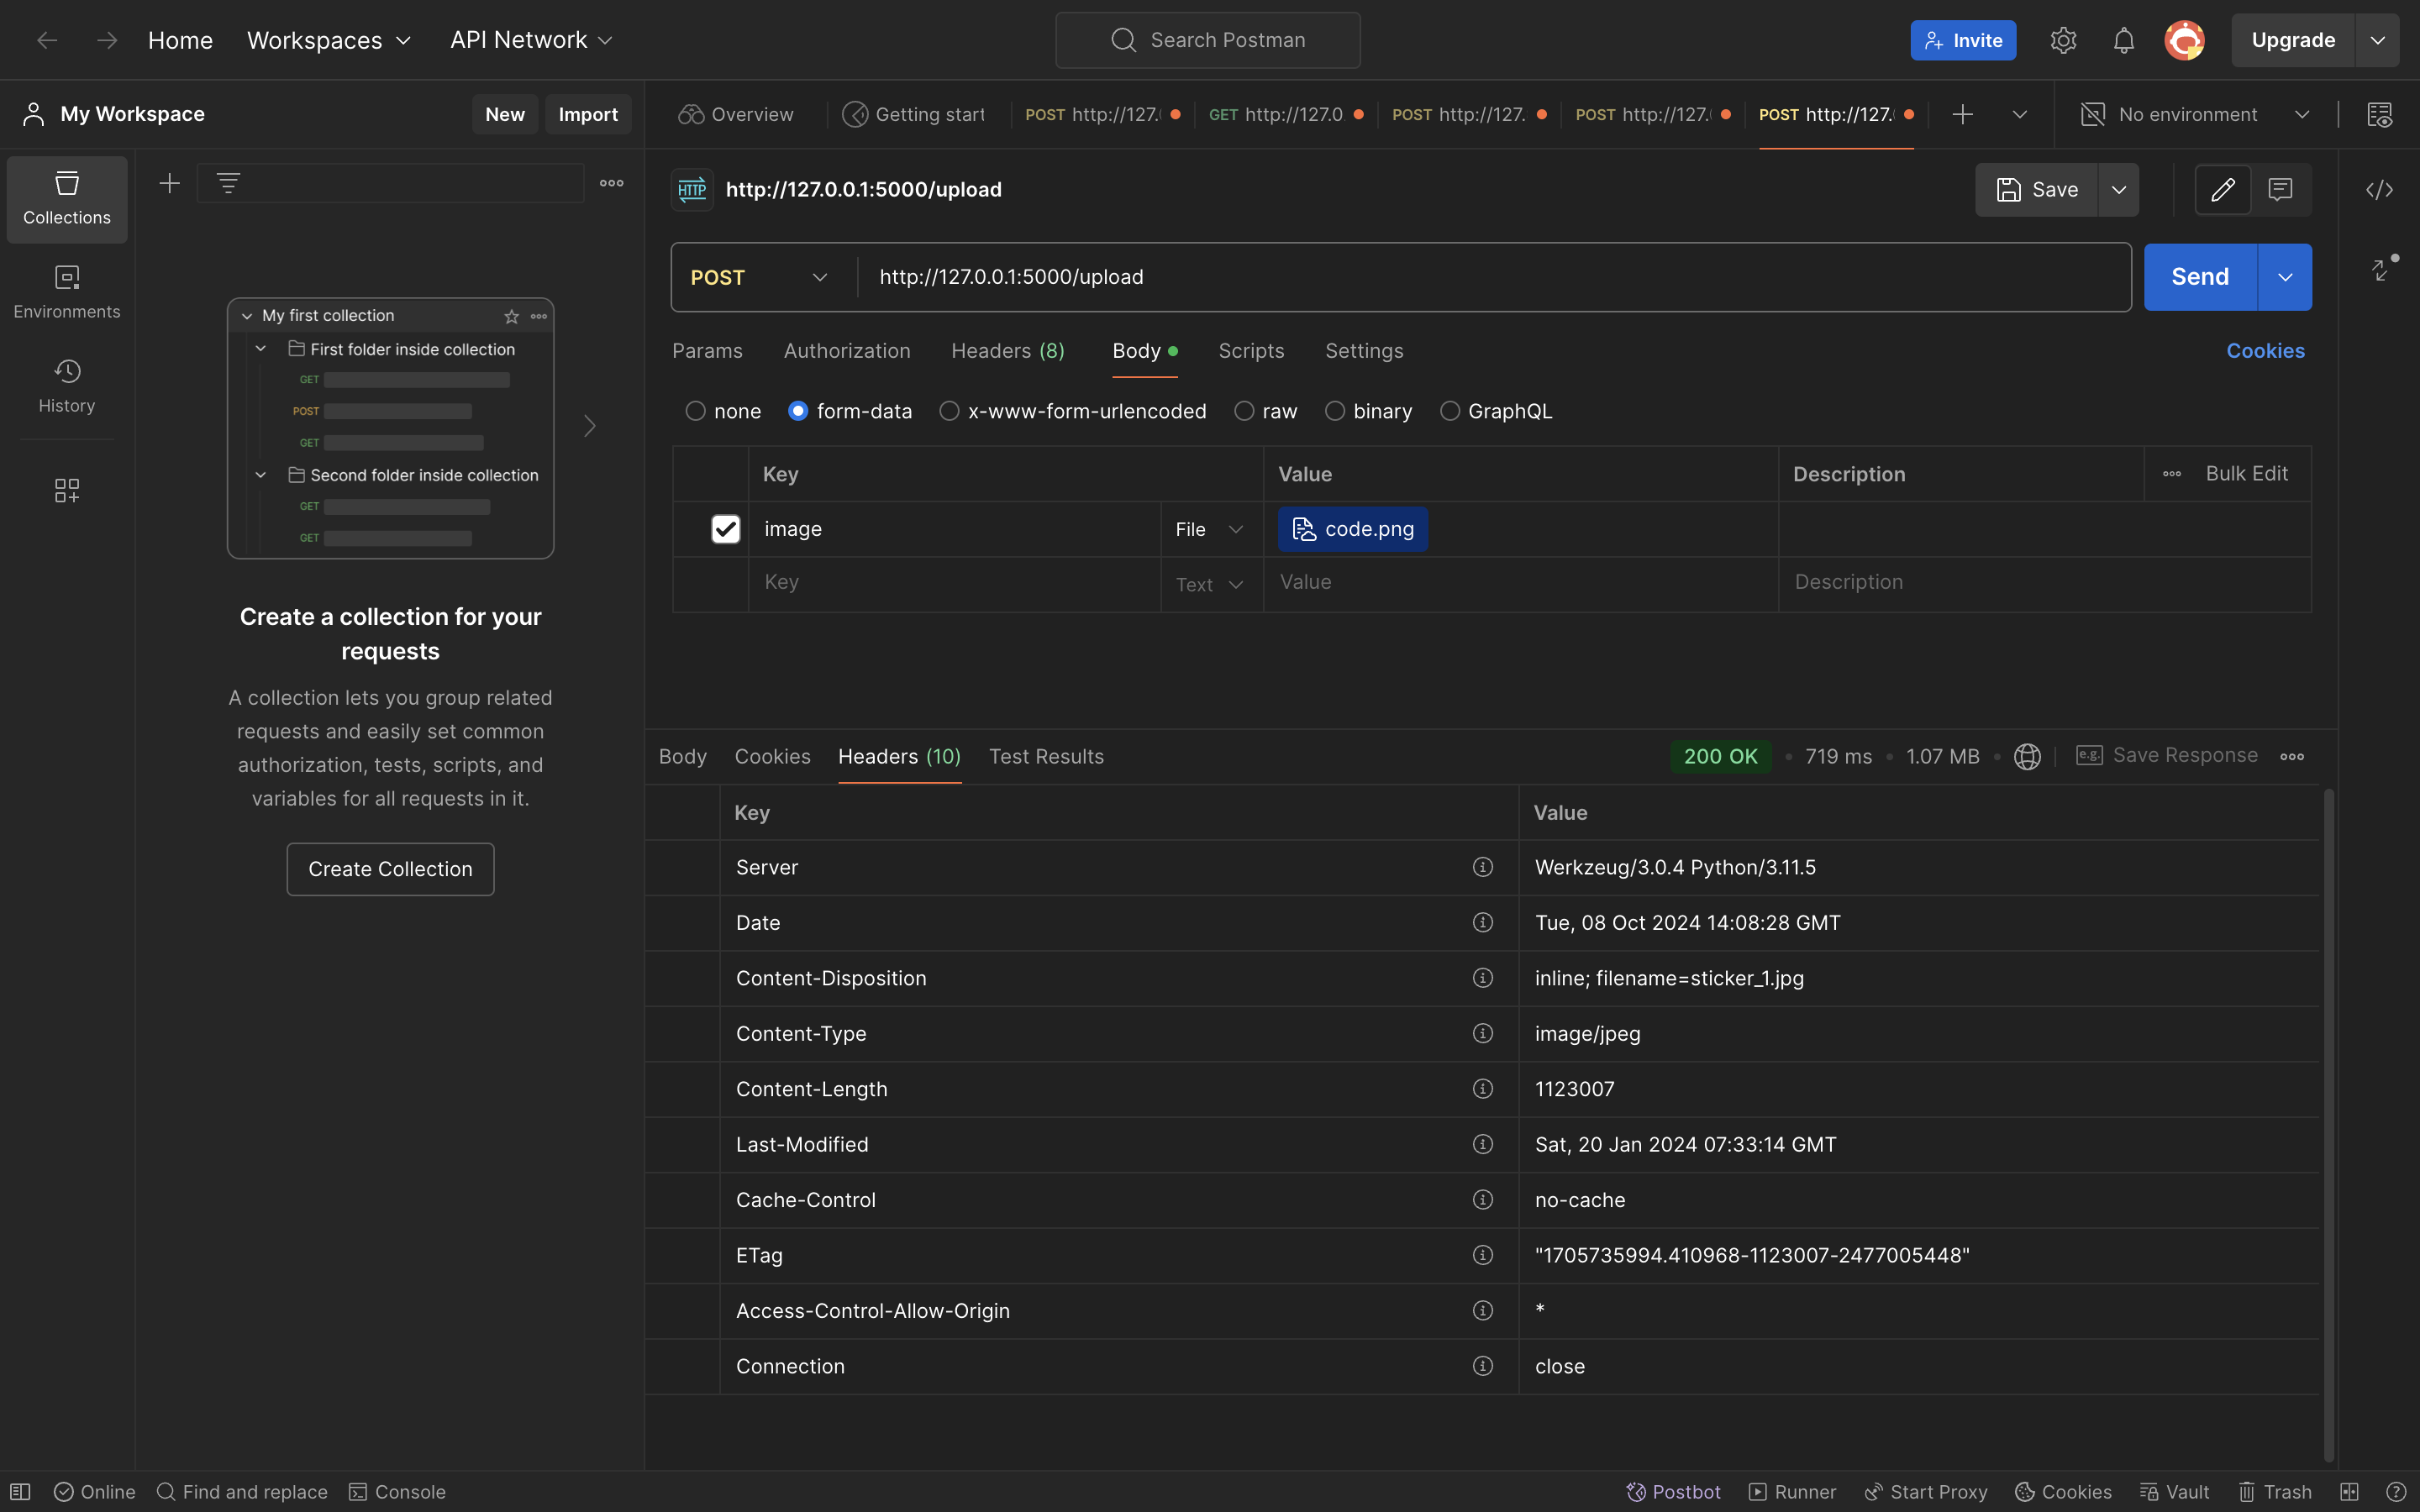 Home Workspaces API Network Search Postman Invite Upgrade
My Workspace New Import
Overview Getting start POST http://127. GET http://127.0 POST http://127. POST http://127. POST http://127. No environment
Collections
Environments
History
My first collection
First folder inside collection
GET
POST
GET
Second folder inside collection
GET
GET
Create a collection for your
requests
A collection lets you group related
requests and easily set common
authorization, tests, scripts, and
variables for all requests in it.
Create Collection
HTTP http://127.0.0.1:5000/upload Save
POST http://127.0.0.1:5000/upload Send
Params Authorization Headers (8) Body Scripts Settings Cookies
none form-data x-www-form-urlencoded raw binary GraphQL
Key Value Description Bulk Edit
image File code.png
Key Text Value Description
Body Cookies Headers (10) Test Results 200 OK 719 ms 1.07 MB e.g. Save Response
Key Value
Server Werkzeug/3.0.4 Python/3.11.5
Date Tue, 08 Oct 2024 14:08:28 GMT
Content-Disposition inline; filename=sticker_1.jpg
Content-Type image/jpeg
Content-Length 1123007
Last-Modified Sat, 20 Jan 2024 07:33:14 GMT
Cache-Control no-cache
ETag "1705735994.410968-1123007-2477005448"
Access-Control-Allow-Origin *
Connection close
Online Find and replace Console Postbot Runner Start Proxy Cookies Vault Trash